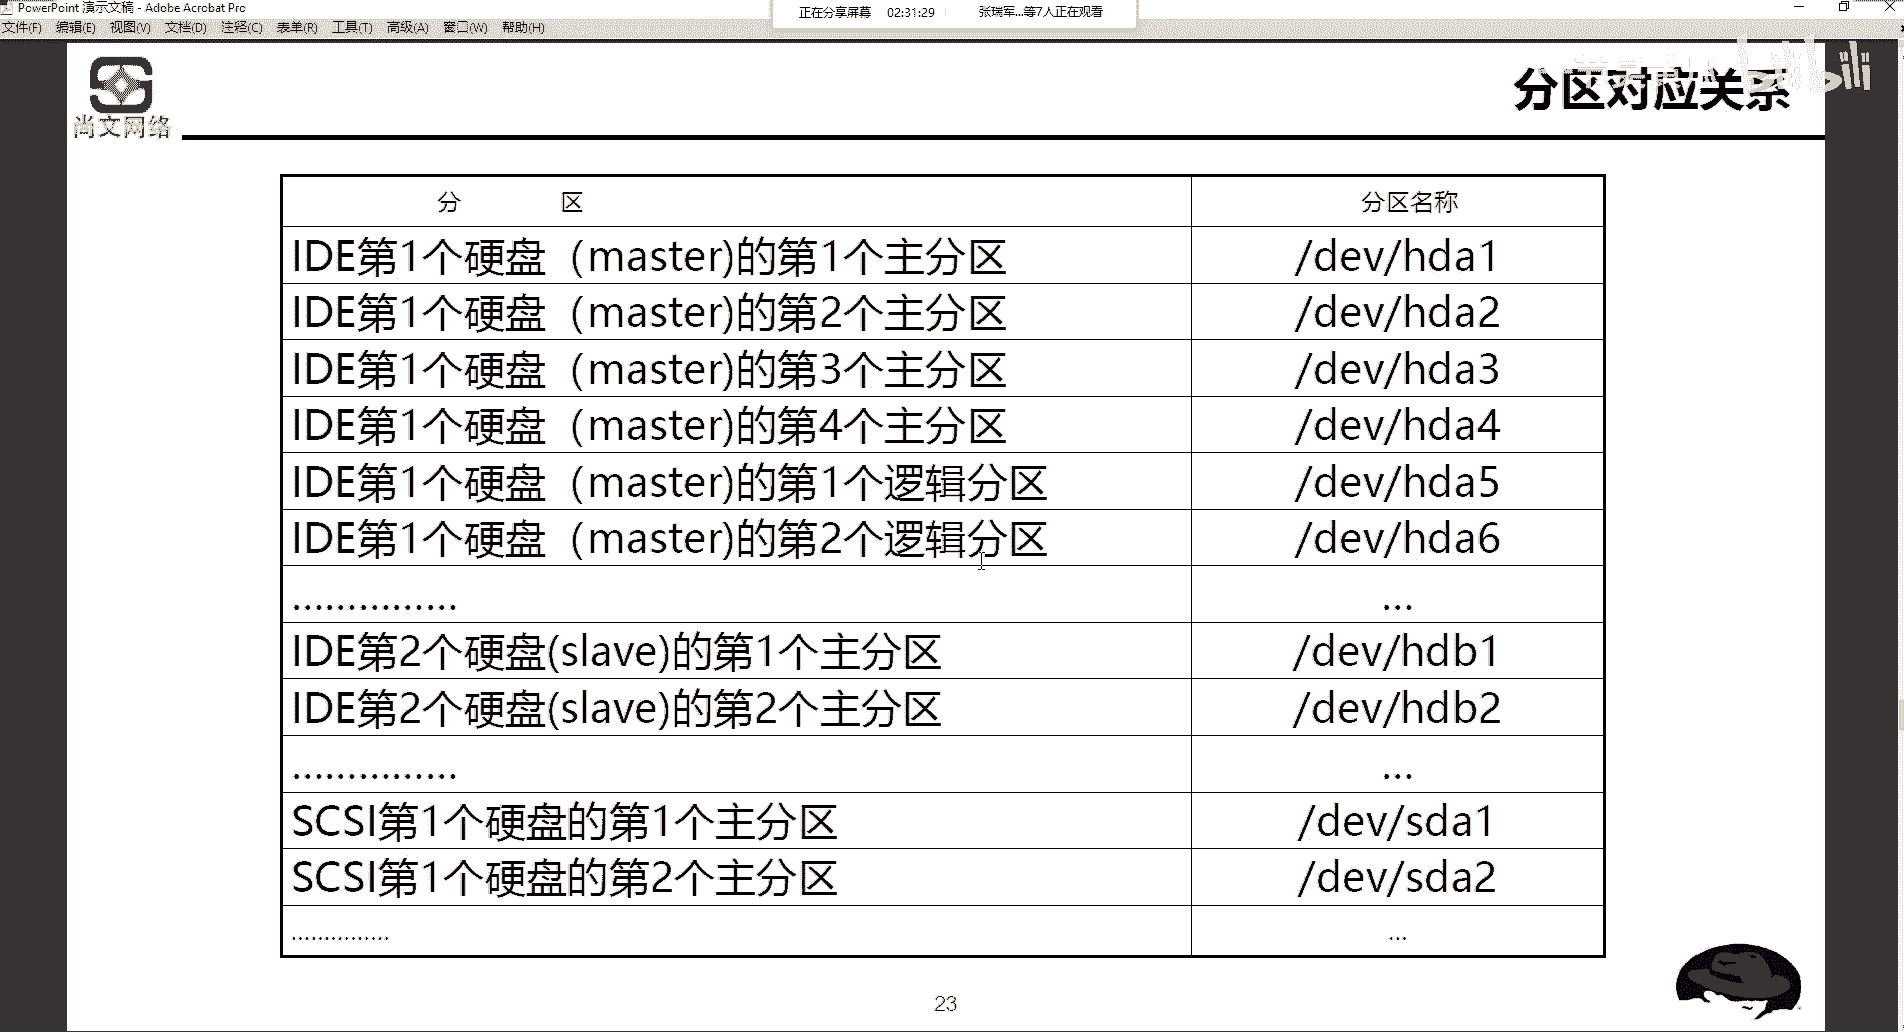 PowerPoint 演示文稿 - Adobe Acrobat Pro
正在分享屏幕 02:31:29 张瑞军...等7人正在观看
文件(F) 编辑(E) 视图(V) 文档(D) 注释(C) 表单(R) 工具(T) 高级(A) 窗口(W) 帮助(H)
尚文网络
分区对应关系
bilibili
分 区 分区名称
IDE第1个硬盘（master)的第1个主分区 /dev/hda1
IDE第1个硬盘（master)的第2个主分区 /dev/hda2
IDE第1个硬盘（master)的第3个主分区 /dev/hda3
IDE第1个硬盘（master)的第4个主分区 /dev/hda4
IDE第1个硬盘（master)的第1个逻辑分区 /dev/hda5
IDE第1个硬盘（master)的第2个逻辑分区 /dev/hda6
............... ...
IDE第2个硬盘(slave)的第1个主分区 /dev/hdb1
IDE第2个硬盘(slave)的第2个主分区 /dev/hdb2
............... ...
SCSI第1个硬盘的第1个主分区 /dev/sda1
SCSI第1个硬盘的第2个主分区 /dev/sda2
............... ...
23